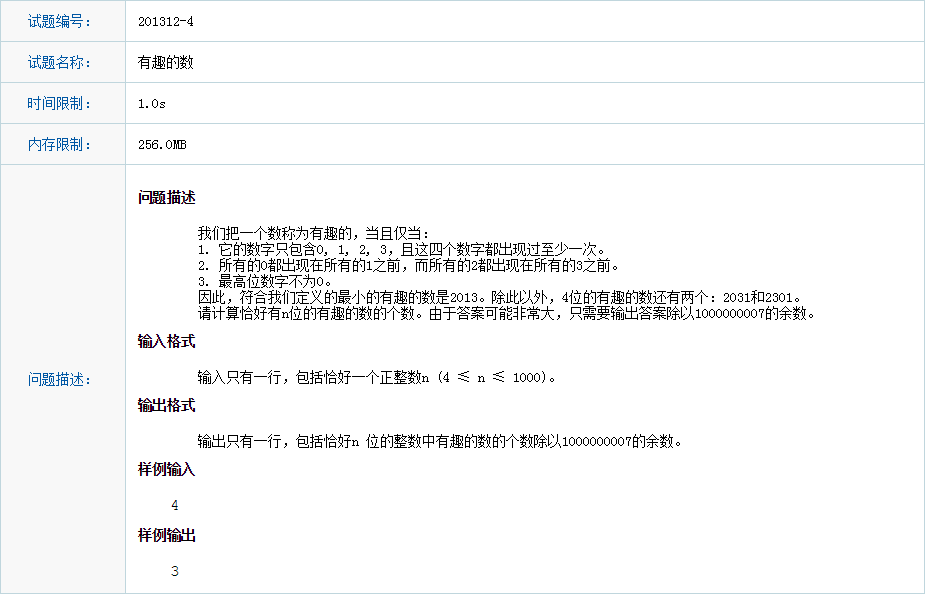 试题编号： 201312-4
试题名称： 有趣的数
时间限制： 1.0s
内存限制： 256.0MB
问题描述：
问题描述
我们把一个数称为有趣的，当且仅当：
1. 它的数字只包含0, 1, 2, 3，且这四个数字都出现过至少一次。
2. 所有的0都出现在所有的1之前，而所有的2都出现在所有的3之前。
3. 最高位数字不为0。
因此，符合我们定义的最小的有趣的数是2013。除此以外，4位的有趣的数还有两个：2031和2301。
请计算恰好有n位的有趣的数的个数。由于答案可能非常大，只需要输出答案除以1000000007的余数。
输入格式
输入只有一行，包括恰好一个正整数n (4 ≤ n ≤ 1000)。
输出格式
输出只有一行，包括恰好n 位的整数中有趣的数的个数除以1000000007的余数。
样例输入
4
样例输出
3